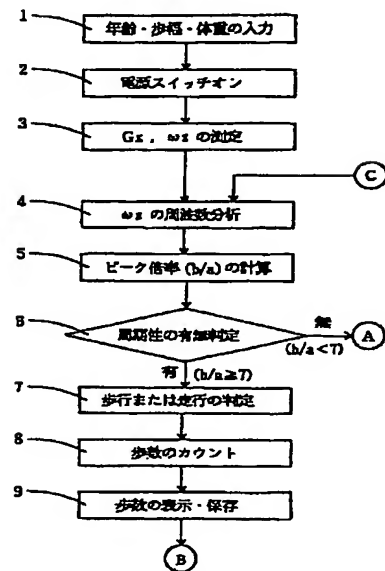 1 年齢・歩幅・体重の入力
2 電源スイッチオン
3 Gz , ωz の測定
C
4 ωz の周波数分析
5 ピーク倍率 (h/a) の計算
6 周期性の有無判定
無
(h/a<7)
A
有 (h/a≧7)
7 歩行または走行の判定
8 歩数のカウント
9 歩数の表示・保存
B